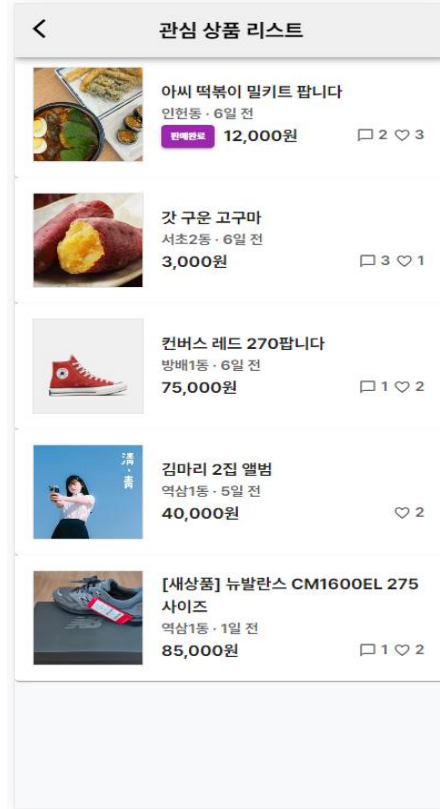 관심 상품 리스트
아씨 떡볶이 밀키트 팝니다
인헌동 · 6일 전
판매완료 12,000원 2 3
갓 구운 고구마
서초2동 · 6일 전
3,000원 3 1
컨버스 레드 270팝니다
방배1동 · 6일 전
75,000원 1 2
淸
·
靑
김마리 2집 앨범
역삼1동 · 5일 전
40,000원 2
[새상품] 뉴발란스 CM1600EL 275
사이즈
역삼1동 · 1일 전
85,000원 1 2